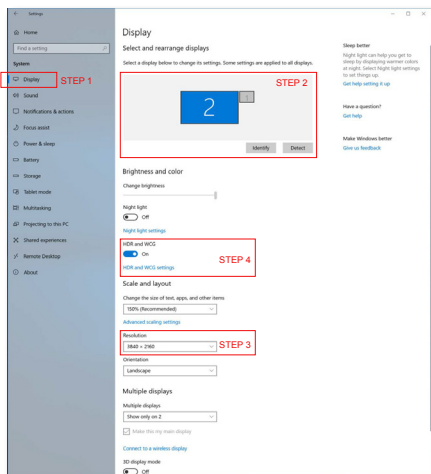 Settings
Home
Find a setting
System
Display
STEP 1
Sound
Notifications & actions
Focus assist
Power & sleep
Battery
Storage
Tablet mode
Multitasking
Projecting to this PC
Shared experiences
Remote Desktop
About
Display
Select and rearrange displays
Select a display below to change its settings. Some settings are applied to all displays.
STEP 2
2
1
Identify
Detect
Brightness and color
Change brightness
Night light
Off
Night light settings
HDR and WCG
On
STEP 4
HDR and WCG settings
Scale and layout
Change the size of text, apps, and other items
150% (Recommended)
Advanced scaling settings
Resolution
3840 × 2160
STEP 3
Orientation
Landscape
Multiple displays
Multiple displays
Show only on 2
Make this my main display
Connect to a wireless display
3D display mode
Off
Sleep better
Night light can help you get to
sleep by displaying warmer colors
at night. Select Night light settings
to set things up.
Get help setting it up
Have a question?
Get help
Make Windows better
Give us feedback